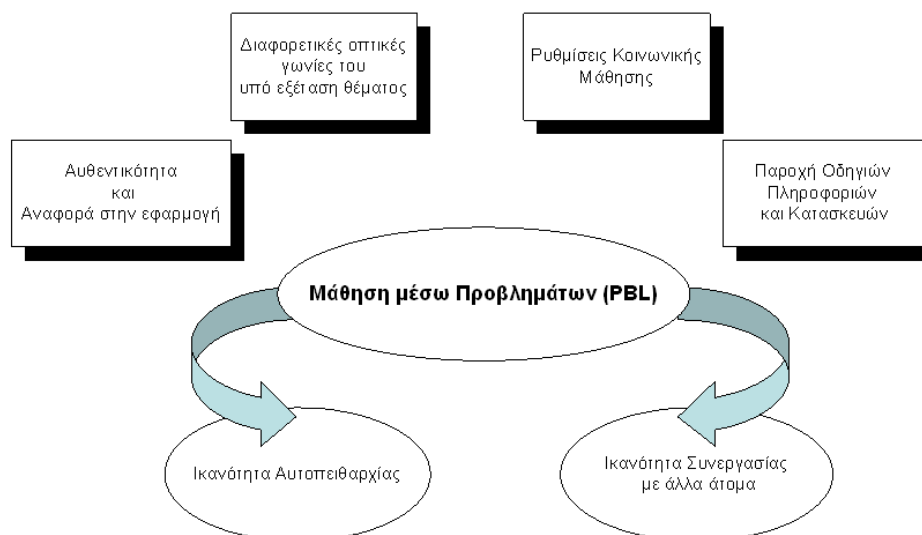 Διαφορετικές οπτικές
γωνίες του
υπό εξέταση θέματος
Ρυθμίσεις Κοινωνικής
Μάθησης
Αυθεντικότητα
και
Αναφορά στην εφαρμογή
Παροχή Οδηγιών
Πληροφοριών
και Κατασκευών
Μάθηση μέσω Προβλημάτων (PBL)
Ικανότητα Αυτοπειθαρχίας
Ικανότητα Συνεργασίας
με άλλα άτομα